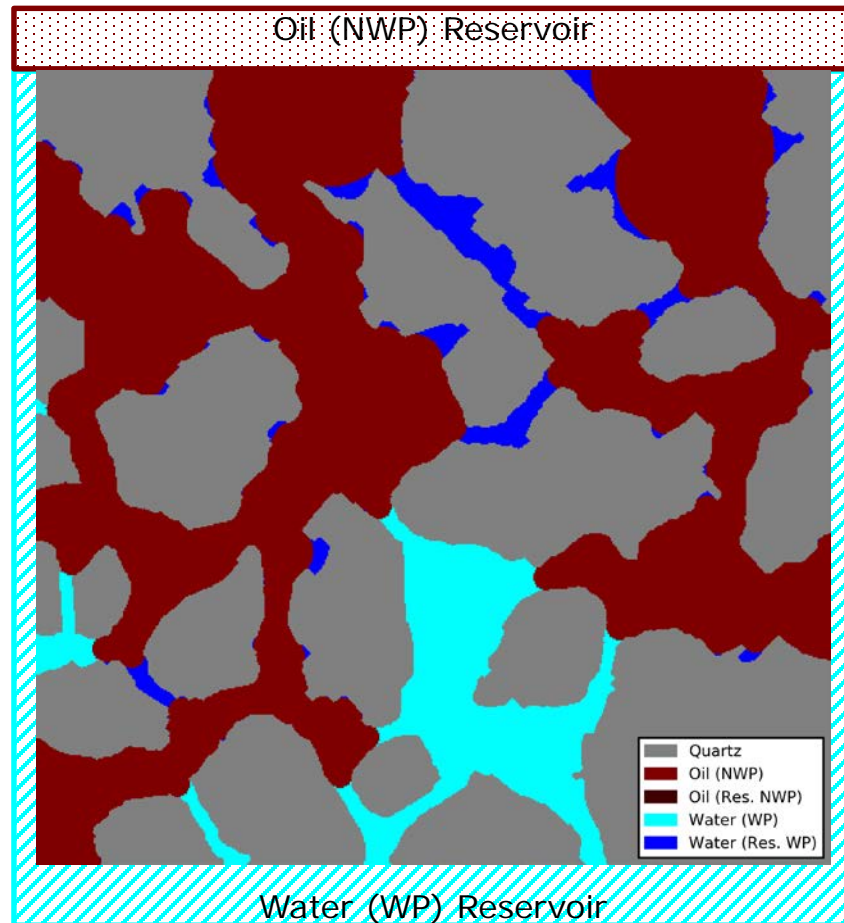 Oil (NWP) Reservoir
Quartz
Oil (NWP)
Oil (Res. NWP)
Water (WP)
Water (Res. WP)
Water (WP) Reservoir